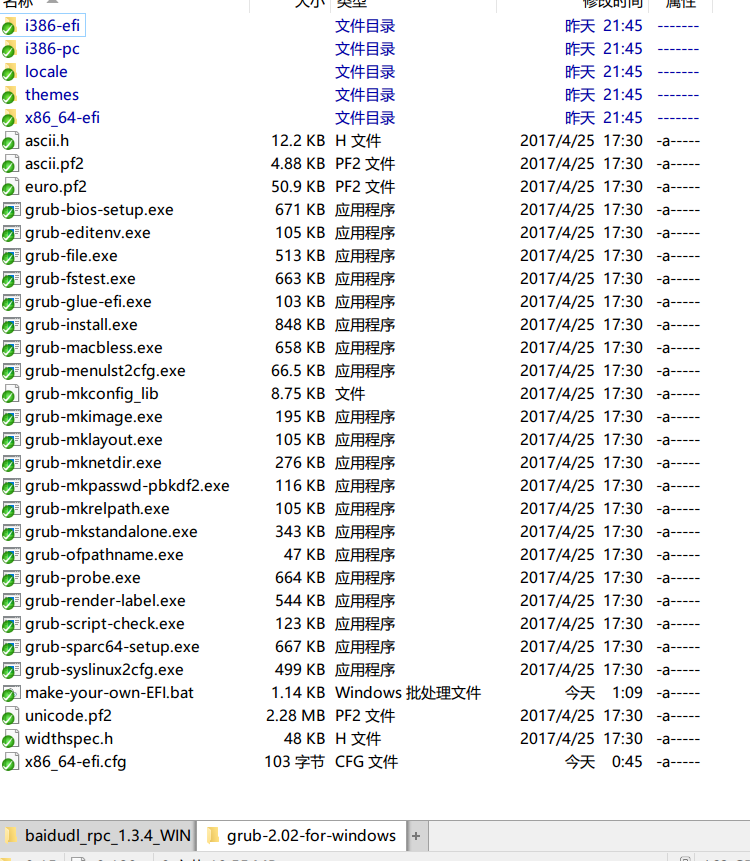 名称 大小 类型 修改时间 属性
i386-efi 文件目录 昨天 21:45 -------
i386-pc 文件目录 昨天 21:45 -------
locale 文件目录 昨天 21:45 -------
themes 文件目录 昨天 21:45 -------
x86_64-efi 文件目录 昨天 21:45 -------
ascii.h 12.2 KB H 文件 2017/4/25 17:30 -a-----
ascii.pf2 4.88 KB PF2 文件 2017/4/25 17:30 -a-----
euro.pf2 50.9 KB PF2 文件 2017/4/25 17:30 -a-----
grub-bios-setup.exe 671 KB 应用程序 2017/4/25 17:30 -a-----
grub-editenv.exe 105 KB 应用程序 2017/4/25 17:30 -a-----
grub-file.exe 513 KB 应用程序 2017/4/25 17:30 -a-----
grub-fstest.exe 663 KB 应用程序 2017/4/25 17:30 -a-----
grub-glue-efi.exe 103 KB 应用程序 2017/4/25 17:30 -a-----
grub-install.exe 848 KB 应用程序 2017/4/25 17:30 -a-----
grub-macbless.exe 658 KB 应用程序 2017/4/25 17:30 -a-----
grub-menulst2cfg.exe 66.5 KB 应用程序 2017/4/25 17:30 -a-----
grub-mkconfig_lib 8.75 KB 文件 2017/4/25 17:30 -a-----
grub-mkimage.exe 195 KB 应用程序 2017/4/25 17:30 -a-----
grub-mklayout.exe 105 KB 应用程序 2017/4/25 17:30 -a-----
grub-mknetdir.exe 276 KB 应用程序 2017/4/25 17:30 -a-----
grub-mkpasswd-pbkdf2.exe 116 KB 应用程序 2017/4/25 17:30 -a-----
grub-mkrelpath.exe 105 KB 应用程序 2017/4/25 17:30 -a-----
grub-mkstandalone.exe 343 KB 应用程序 2017/4/25 17:30 -a-----
grub-ofpathname.exe 47 KB 应用程序 2017/4/25 17:30 -a-----
grub-probe.exe 664 KB 应用程序 2017/4/25 17:30 -a-----
grub-render-label.exe 544 KB 应用程序 2017/4/25 17:30 -a-----
grub-script-check.exe 123 KB 应用程序 2017/4/25 17:30 -a-----
grub-sparc64-setup.exe 667 KB 应用程序 2017/4/25 17:30 -a-----
grub-syslinux2cfg.exe 499 KB 应用程序 2017/4/25 17:30 -a-----
make-your-own-EFI.bat 1.14 KB Windows 批处理文件 今天 1:09 -a-----
unicode.pf2 2.28 MB PF2 文件 2017/4/25 17:30 -a-----
widthspec.h 48 KB H 文件 2017/4/25 17:30 -a-----
x86_64-efi.cfg 103 字节 CFG 文件 今天 0:45 -a-----
baidudl_rpc_1.3.4_WIN grub-2.02-for-windows +